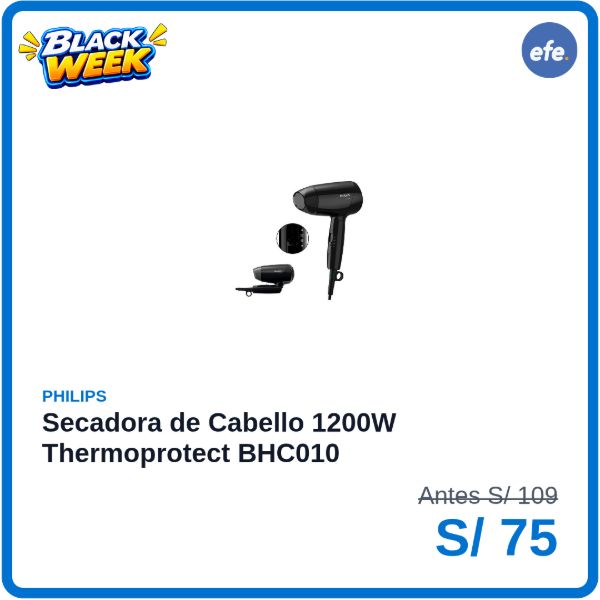 BLACK
WEEK
efe.
PHILIPS
Secadora de Cabello 1200W
Thermoprotect BHC010
Antes S/ 109
S/ 75